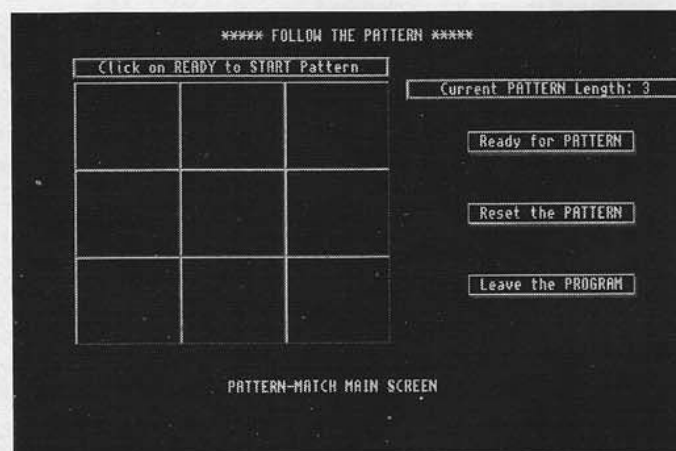 ***** FOLLOW THE PATTERN *****
Click on READY to START Pattern
Current PATTERN Length: 3
Ready for PATTERN
Reset the PATTERN
Leave the PROGRAM
PATTERN-MATCH MAIN SCREEN